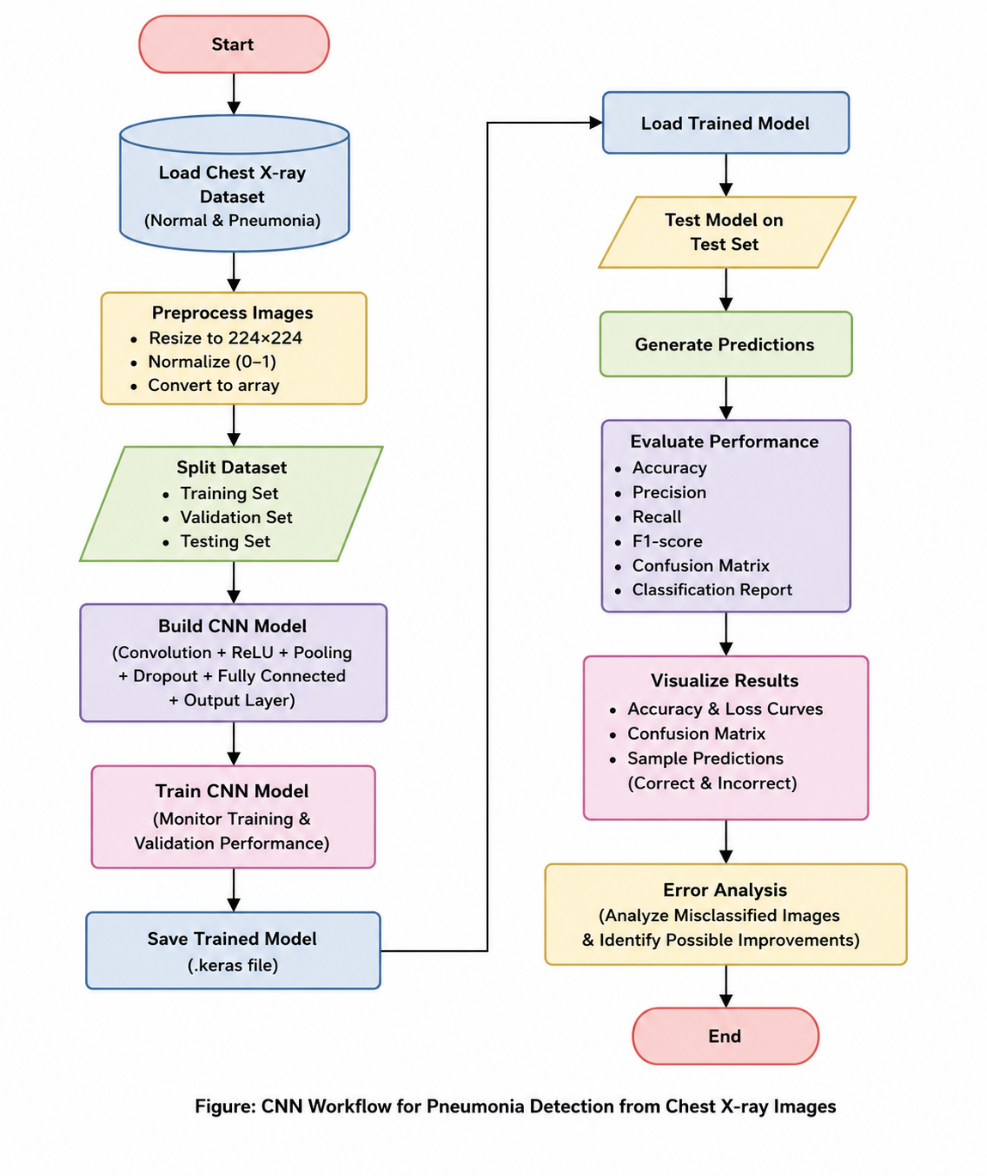 Start
Load Chest X-ray
Dataset
(Normal & Pneumonia)
Preprocess Images
• Resize to 224×224
• Normalize (0–1)
• Convert to array
Split Dataset
• Training Set
• Validation Set
• Testing Set
Build CNN Model
(Convolution + ReLU + Pooling
+ Dropout + Fully Connected
+ Output Layer)
Train CNN Model
(Monitor Training &
Validation Performance)
Save Trained Model
(.keras file)
Load Trained Model
Test Model on
Test Set
Generate Predictions
Evaluate Performance
• Accuracy
• Precision
• Recall
• F1-score
• Confusion Matrix
• Classification Report
Visualize Results
• Accuracy & Loss Curves
• Confusion Matrix
• Sample Predictions
(Correct & Incorrect)
Error Analysis
(Analyze Misclassified Images
& Identify Possible Improvements)
End
Figure: CNN Workflow for Pneumonia Detection from Chest X-ray Images